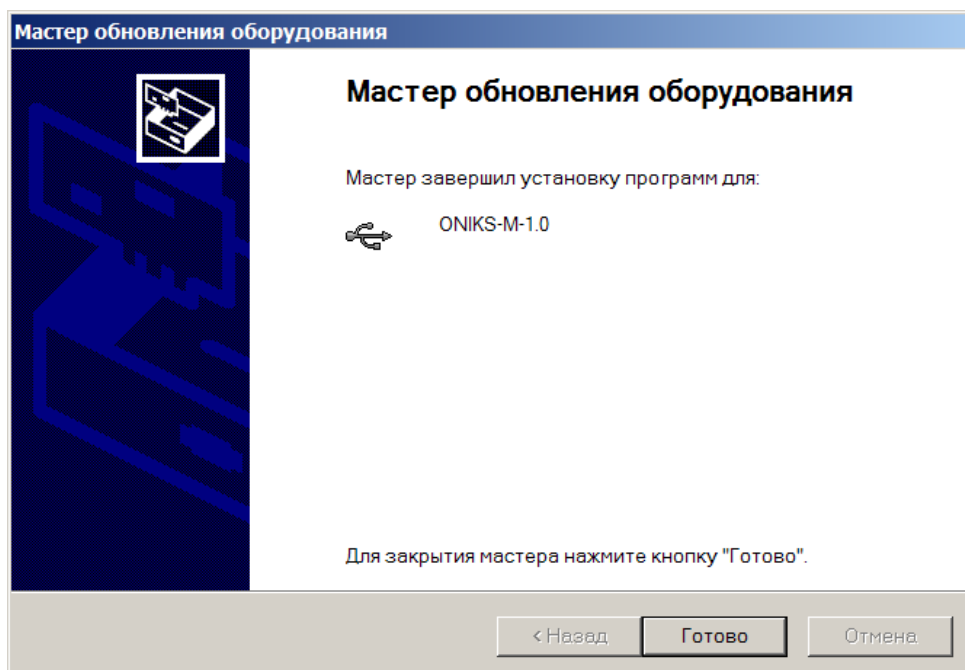 Мастер обновления оборудования
Мастер обновления оборудования
Мастер завершил установку программ для:
ONIKS-M-1.0
Для закрытия мастера нажмите кнопку "Готово".
< Назад
Готово
Отмена